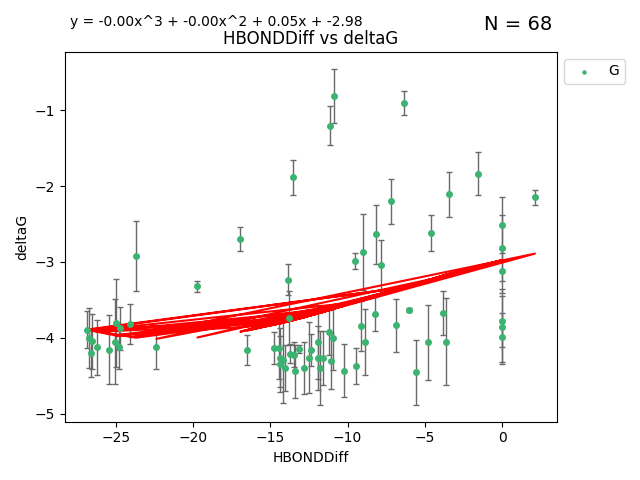 y = -0.00x^3 + -0.00x^2 + 0.05x + -2.98
N = 68
HBONDDiff vs deltaG
G
−1
−2
−3
−4
−5
deltaG
−25 −20 −15 −10 −5 0
HBONDDiff